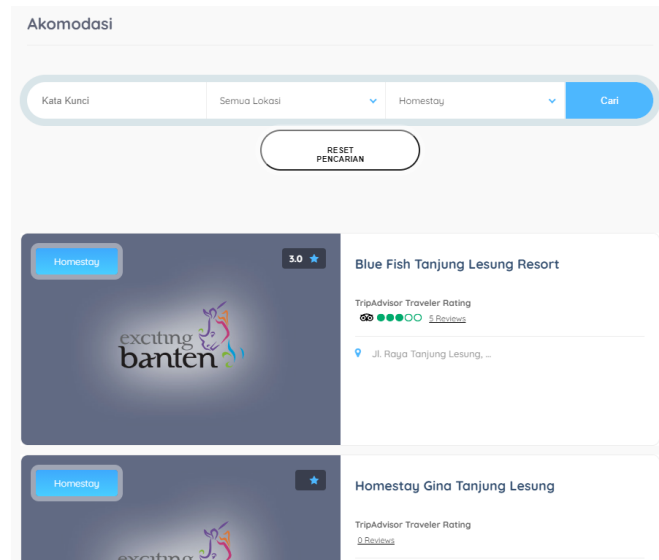 Akomodasi
Kata Kunci
Semua Lokasi
Homestay
Cari
RESET
PENCARIAN
Homestay
3.0
exciting
banten
Blue Fish Tanjung Lesung Resort
TripAdvisor Traveler Rating
5 Reviews
Jl. Raya Tanjung Lesung, ...
Homestay
exciting
Homestay Gina Tanjung Lesung
TripAdvisor Traveler Rating
0 Reviews